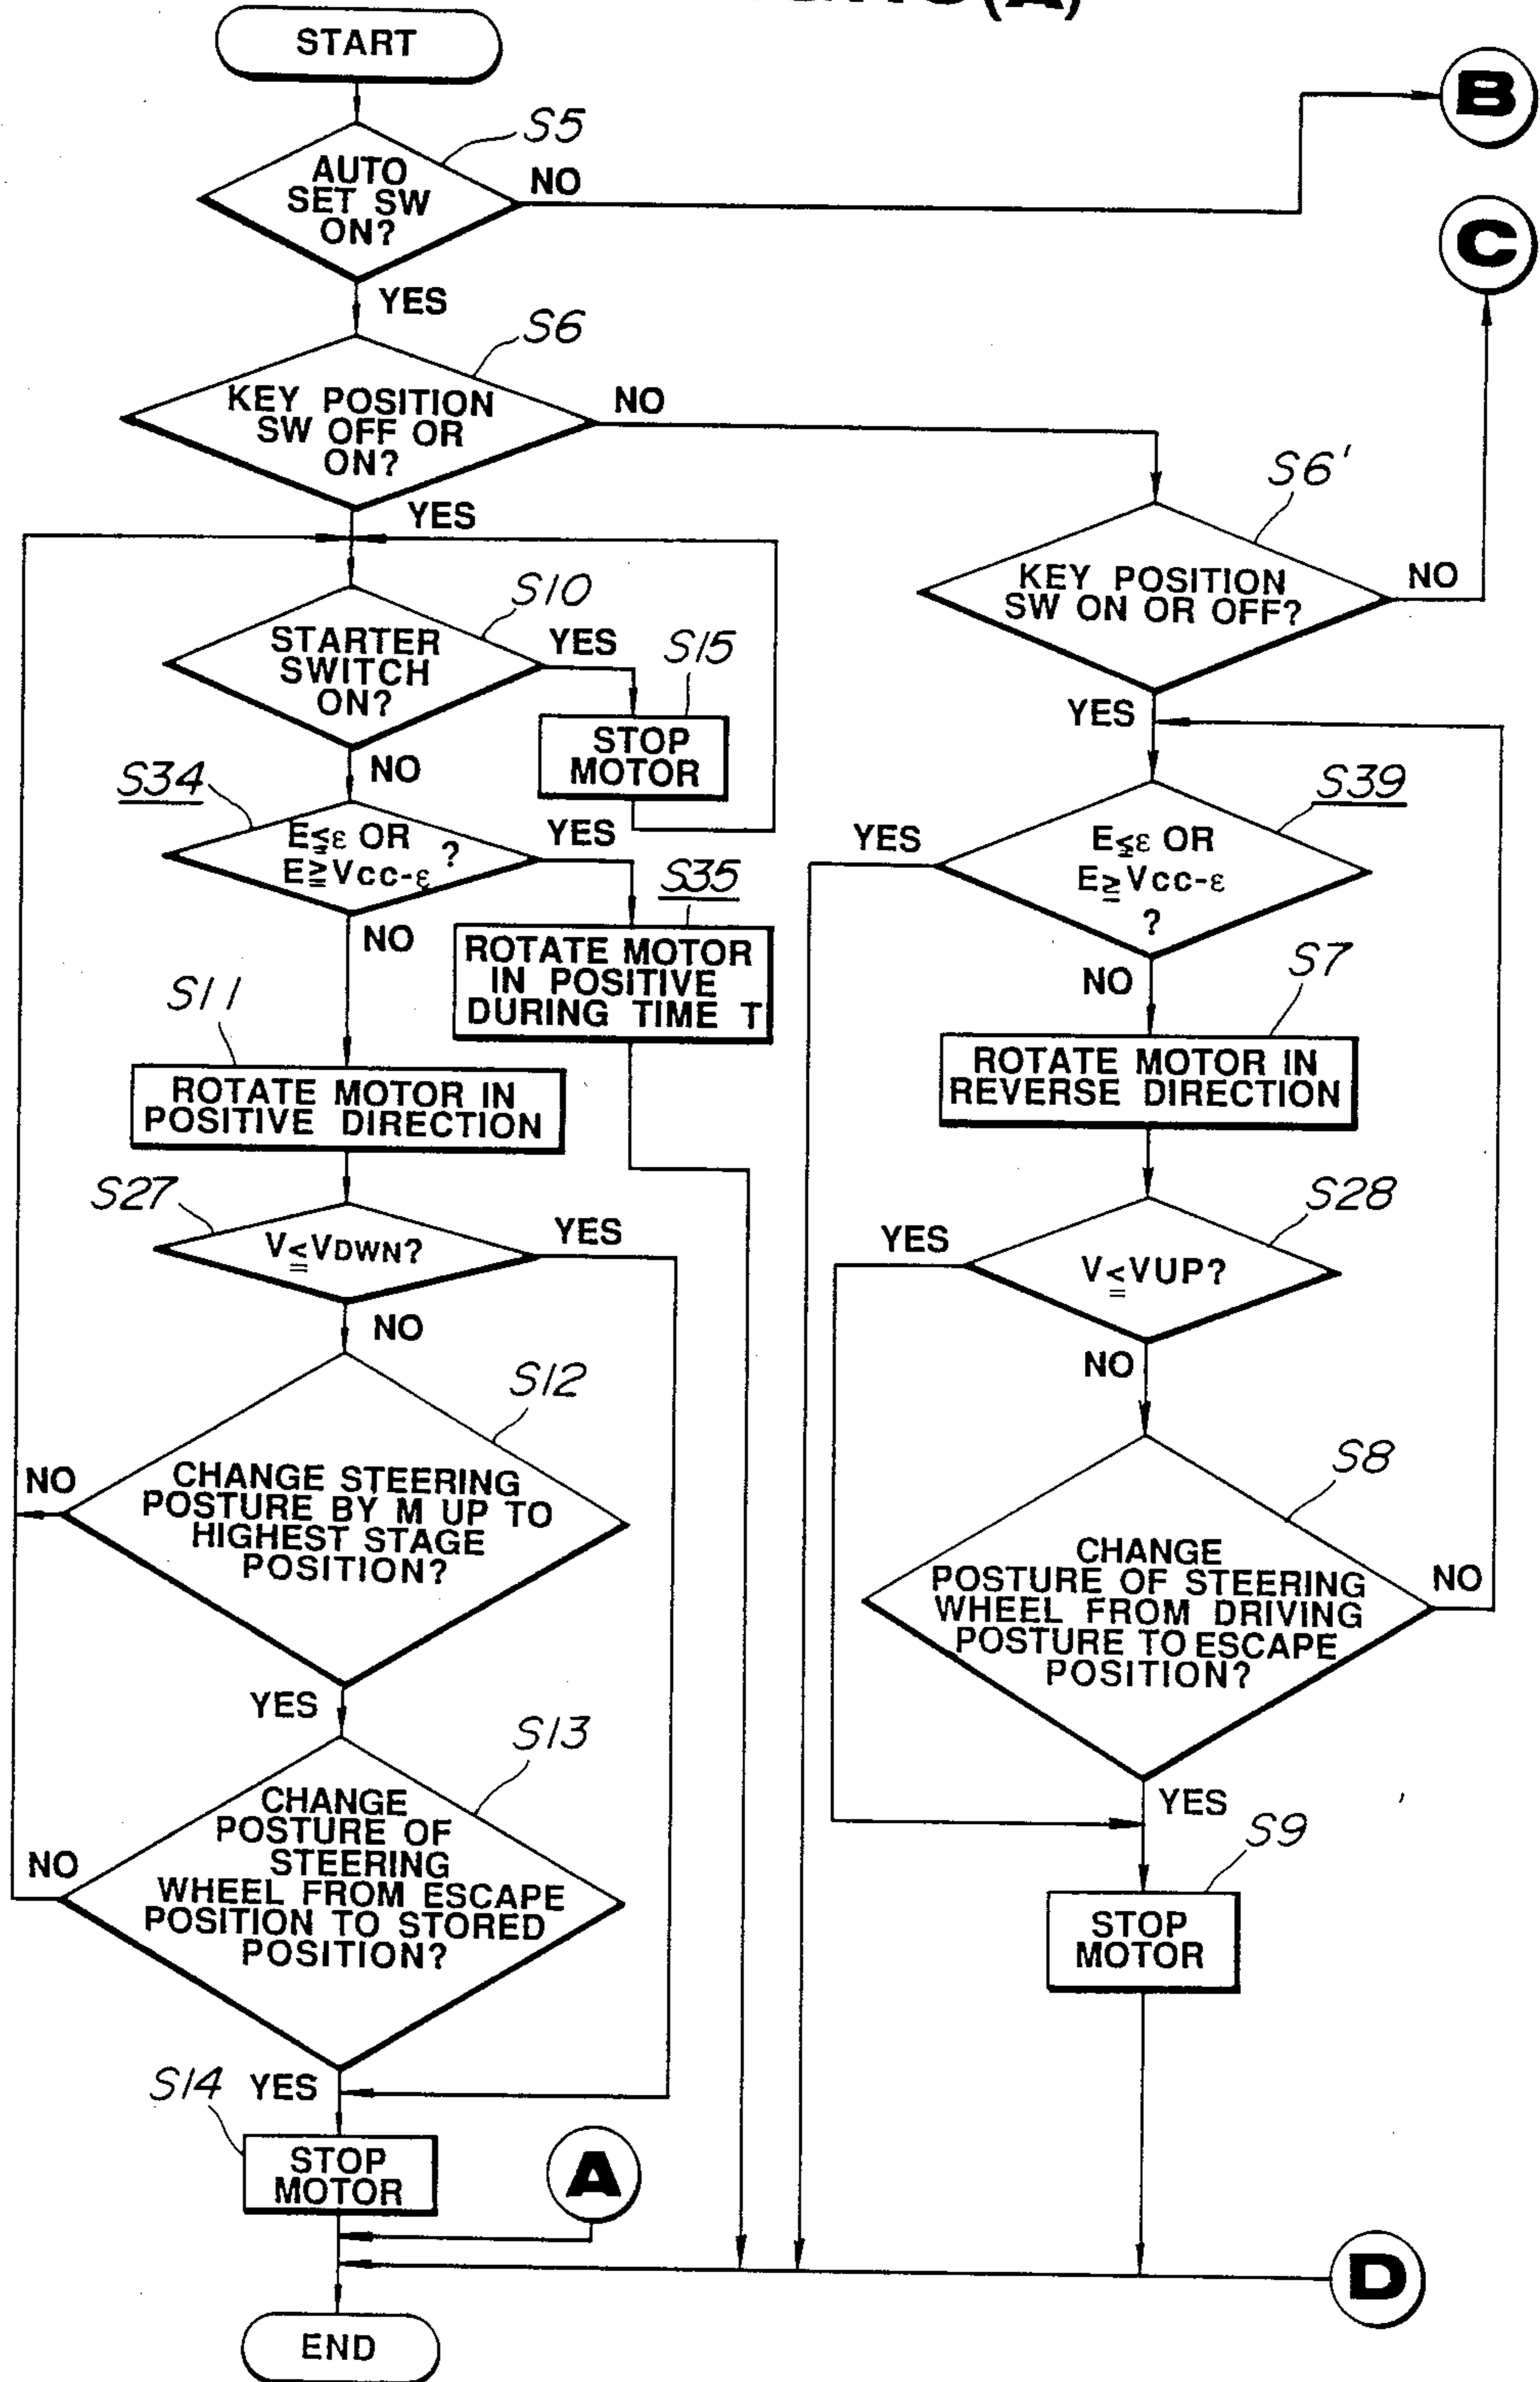 (A)
START
S5
AUTO
SET SW
ON?
NO
B
C
YES
S6
KEY POSITION
SW OFF OR
ON?
NO
YES
S6'
KEY POSITION
SW ON OR OFF?
NO
YES
S10
STARTER
SWITCH
ON?
YES
S15
STOP
MOTOR
NO
S34
E≦ε OR
E≧Vcc-ε
?
YES
S35
ROTATE MOTOR
IN POSITIVE
DURING TIME T
NO
S11
ROTATE MOTOR IN
POSITIVE DIRECTION
S27
V≦VDWN?
YES
NO
S12
CHANGE STEERING
POSTURE BY M UP TO
HIGHEST STAGE
POSITION?
NO
YES
S13
CHANGE
POSTURE OF
STEERING
WHEEL FROM ESCAPE
POSITION TO STORED
POSITION?
NO
YES
S14
STOP
MOTOR
A
END
S39
E≦ε OR
E≧Vcc-ε
?
YES
NO
S7
ROTATE MOTOR IN
REVERSE DIRECTION
S28
V≦VUP?
YES
NO
S8
CHANGE
POSTURE OF STEERING
WHEEL FROM DRIVING
POSTURE TO ESCAPE
POSITION?
NO
YES
S9
STOP
MOTOR
D